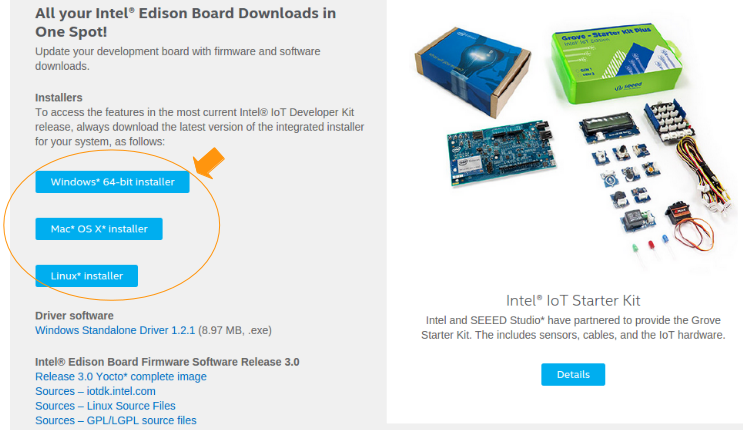 All your Intel® Edison Board Downloads in
One Spot!
Update your development board with firmware and software
downloads.
Installers
To access the features in the most current Intel® IoT Developer Kit
release, always download the latest version of the integrated installer
for your system, as follows:
Windows* 64-bit installer
Mac* OS X* installer
Linux* installer
Driver software
Windows Standalone Driver 1.2.1 (8.97 MB, .exe)
Intel® Edison Board Firmware Software Release 3.0
Release 3.0 Yocto* complete image
Sources – iotdk.intel.com
Sources – Linux Source Files
Sources – GPL/LGPL source files
Grove - Starter Kit Plus
Intel® IoT Starter Kit
Intel and SEEED Studio* have partnered to provide the Grove
Starter Kit. The includes sensors, cables, and the IoT hardware.
Details